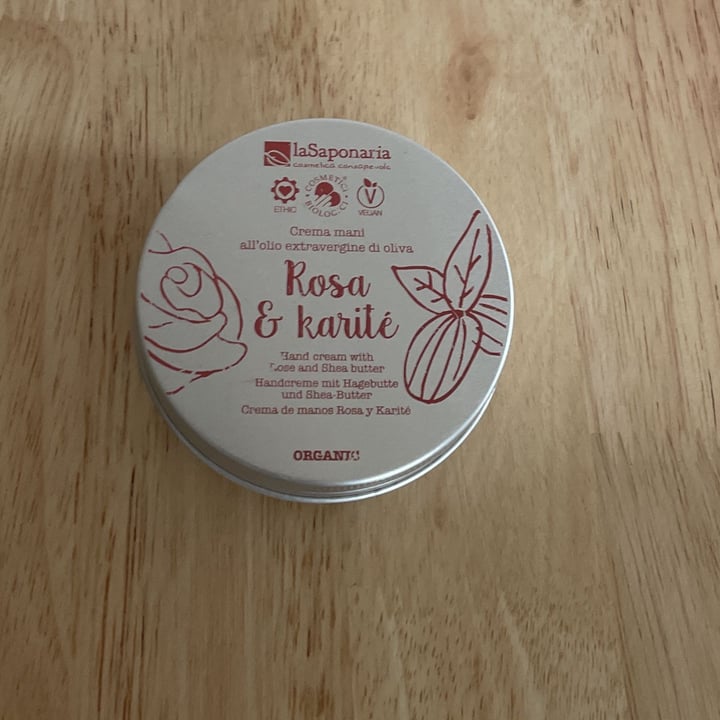 laSaponaria
cosmetica consapevole
ETHIC
COSMETICI
BIOLOGICI
VEGAN
Crema mani
all'olio extravergine di oliva
Rosa
& karité
Hand cream with
Rose and Shea butter
Handcreme mit Hagebutte
und Shea-Butter
Crema de manos Rosa y Karité
ORGANIC